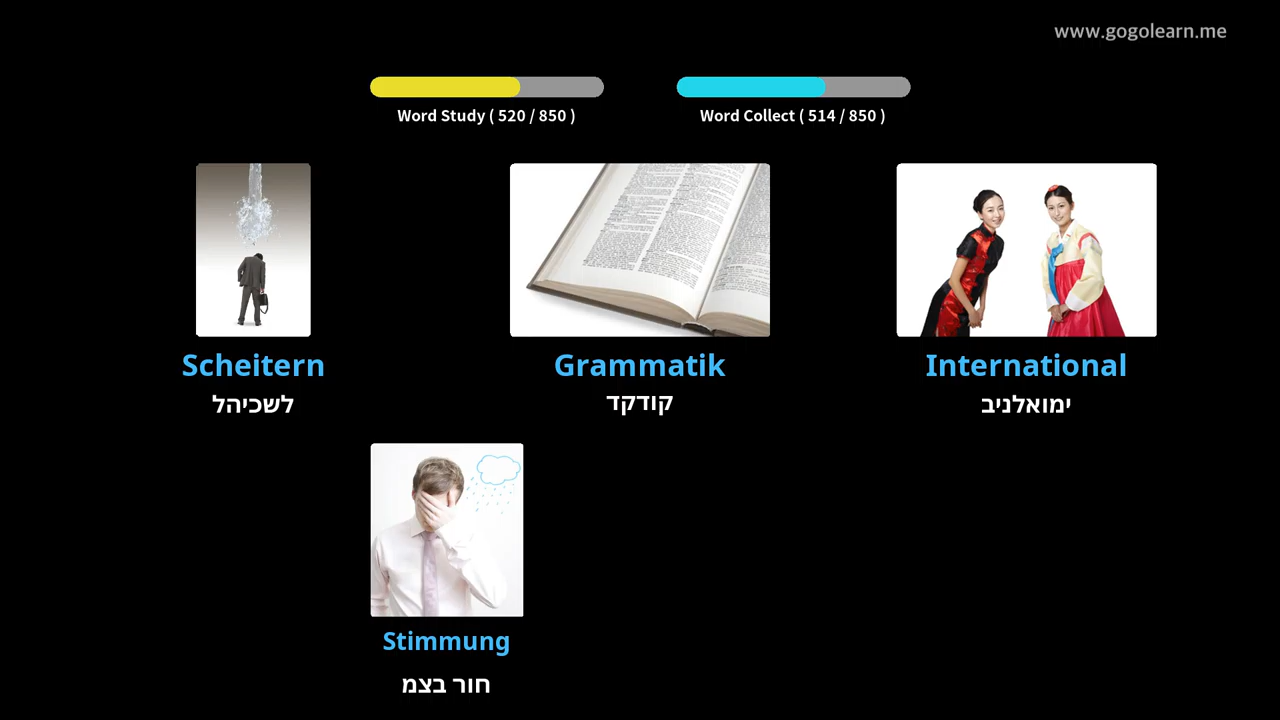 www.gogolearn.me
Word Study ( 520 / 850 )
Word Collect ( 514 / 850 )
Scheitern
לשכיהל
Grammatik
קודקד
International
ימואלניב
Stimmung
חור בצמ